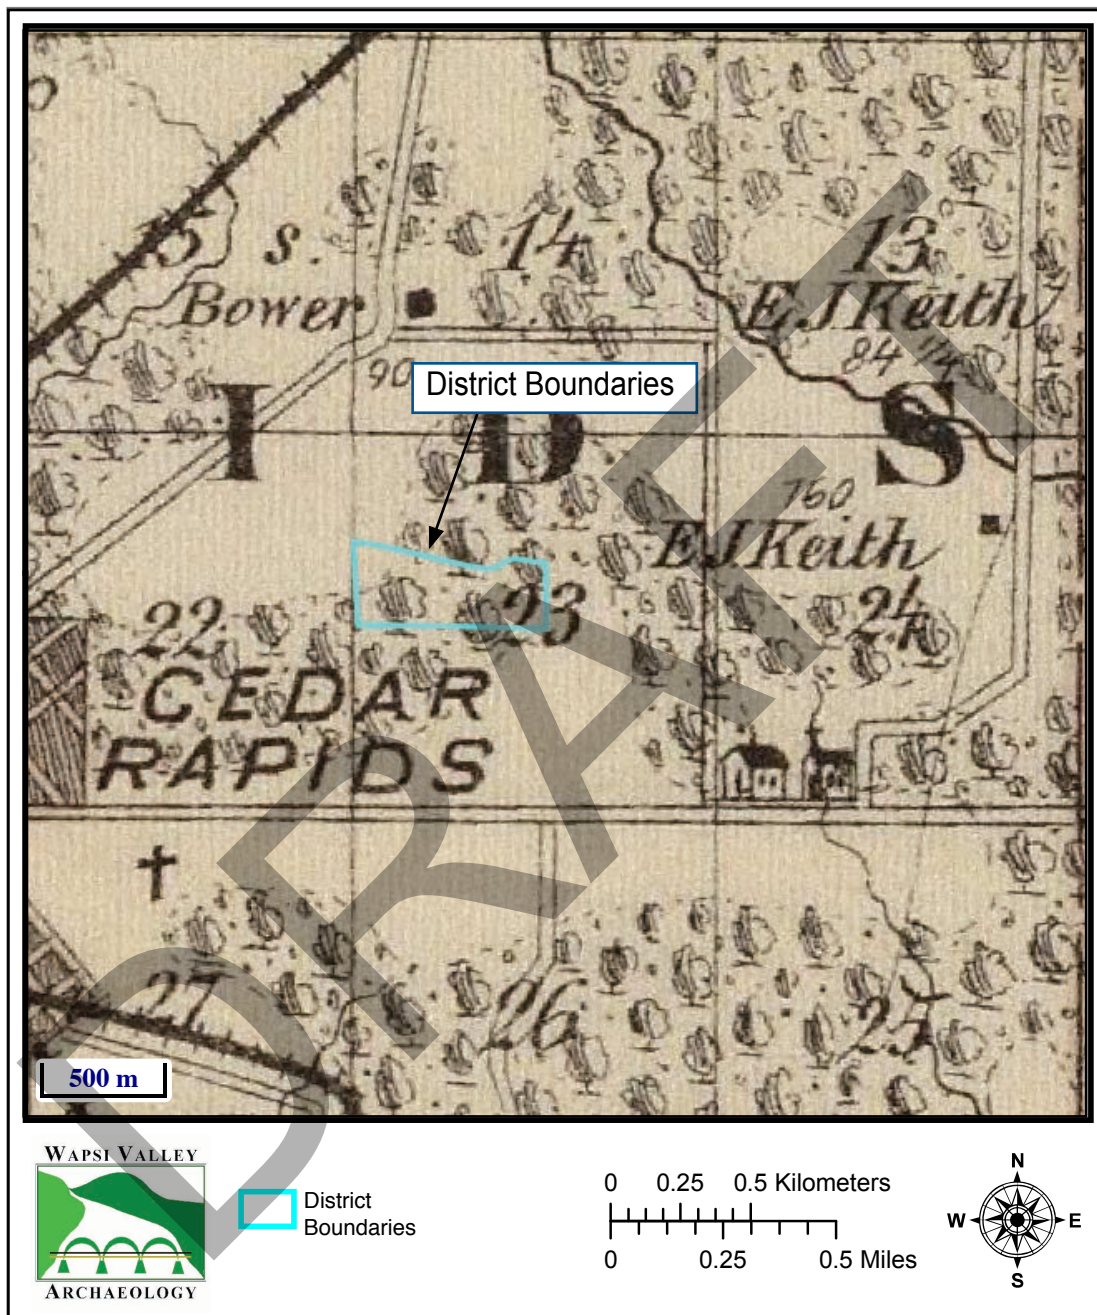 14
13
15 S.
Bower
E J Keith
84 114
90
District Boundaries
I D S
160
E J Keith
22
23
24
CEDAR
RAPIDS
27
26
25
500 m
DRAFT
WAPSI VALLEY
ARCHAEOLOGY
District
Boundaries
0 0.25 0.5 Kilometers
0 0.25 0.5 Miles
N
W E
S